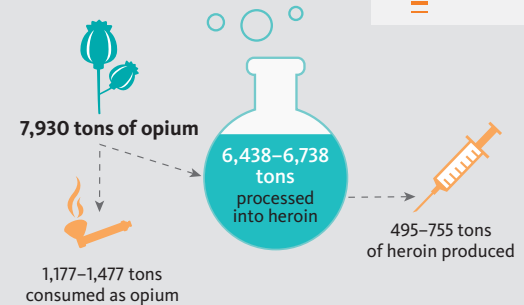 7,930 tons of opium
6,438–6,738
tons
processed
into heroin
495–755 tons
of heroin produced
1,177–1,477 tons
consumed as opium